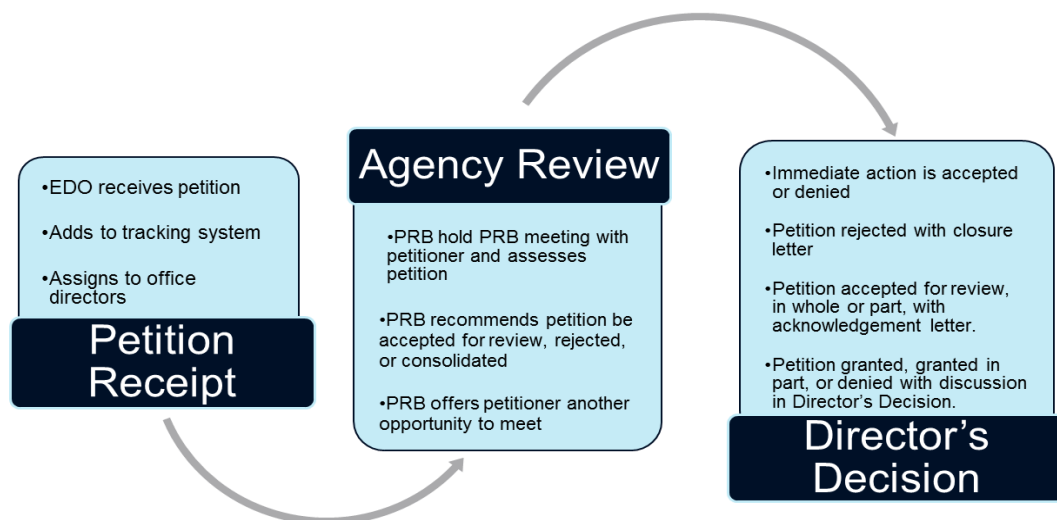 •EDO receives petition
•Adds to tracking system
•Assigns to office
directors
Petition
Receipt
Agency Review
•PRB hold PRB meeting with
petitioner and assesses
petition
•PRB recommends petition be
accepted for review, rejected,
or consolidated
•PRB offers petitioner another
opportunity to meet
•Immediate action is accepted
or denied
•Petition rejected with closure
letter
•Petition accepted for review,
in whole or part, with
acknowledgement letter.
•Petition granted, granted in
part, or denied with discussion
in Director’s Decision.
Director’s
Decision